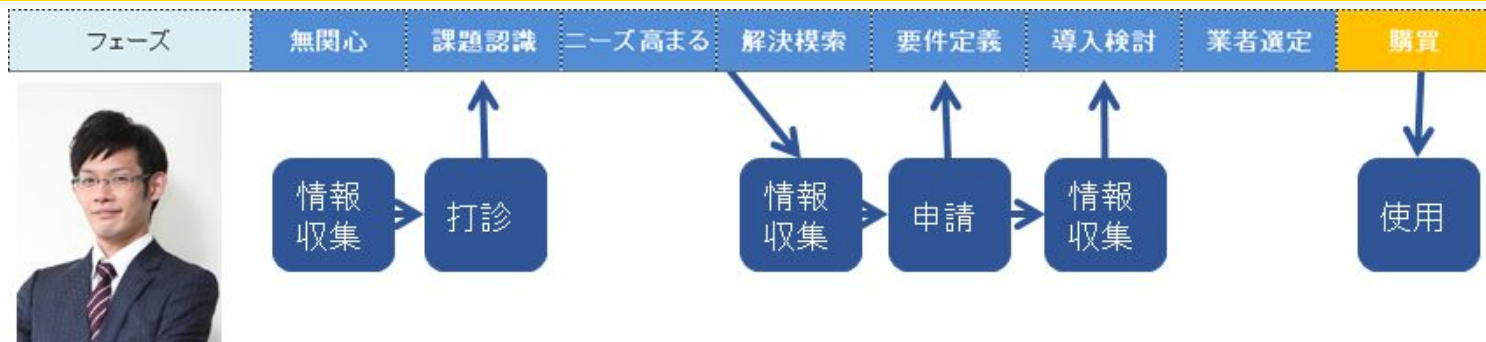 フェーズ 無関心 課題認識 ニーズ高まる 解決模索 要件定義 導入検討 業者選定 購買
情報
収集
打診
情報
収集
申請
情報
収集
使用